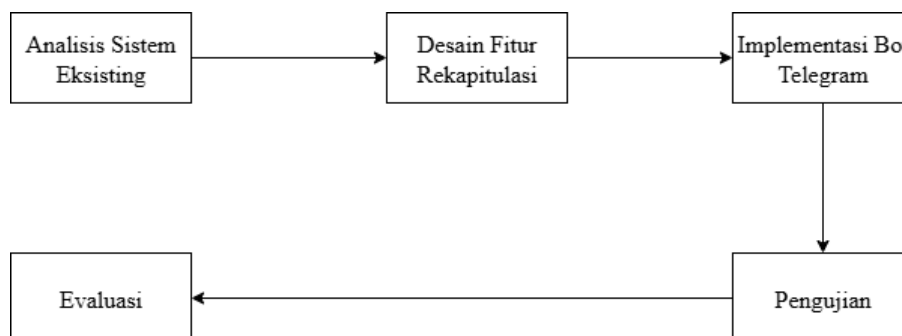 Analisis Sistem
Eksisting
Desain Fitur
Rekapitulasi
Implementasi Bo
Telegram
Pengujian
Evaluasi